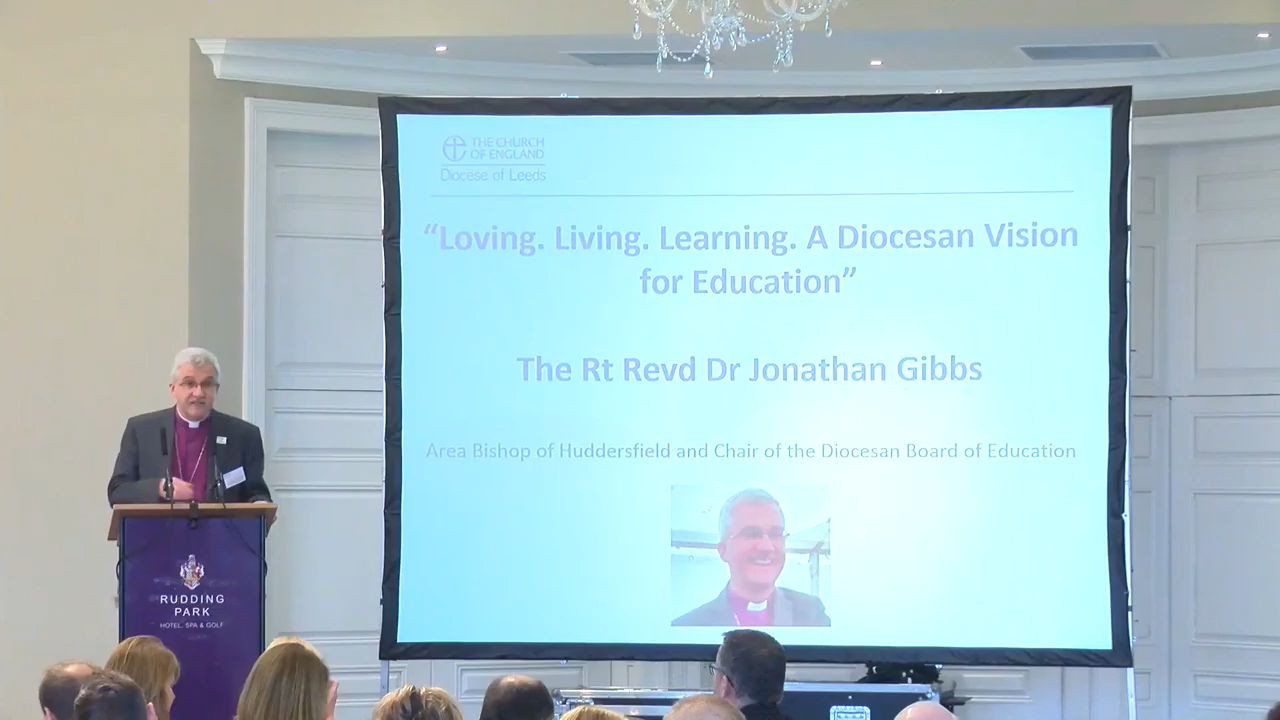 THE CHURCH
OF ENGLAND
Diocese of Leeds
“Loving. Living. Learning. A Diocesan Vision
for Education”
The Rt Revd Dr Jonathan Gibbs
Area Bishop of Huddersfield and Chair of the Diocesan Board of Education
RUDDING
PARK
HOTEL, SPA & GOLF